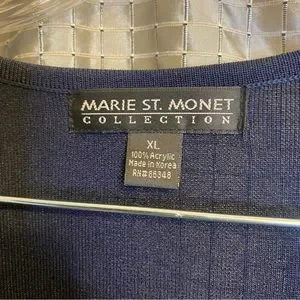 MARIE ST. MONET
COLLECTION
XL
100% Acrylic
Made in Korea
RN#86348